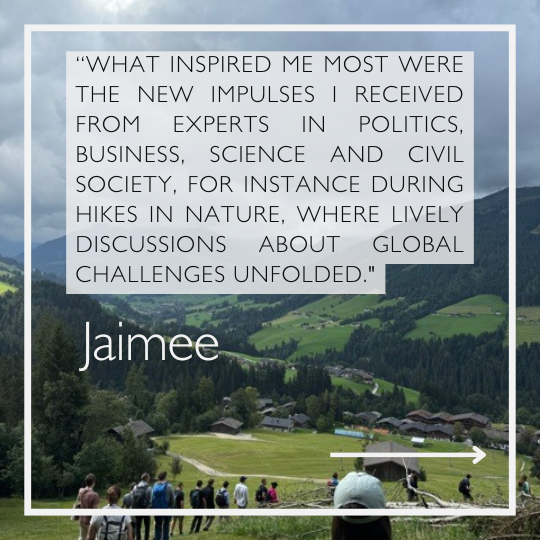 “WHAT INSPIRED ME MOST WERE
THE NEW IMPULSES I RECEIVED
FROM EXPERTS IN POLITICS,
BUSINESS, SCIENCE AND CIVIL
SOCIETY, FOR INSTANCE DURING
HIKES IN NATURE, WHERE LIVELY
DISCUSSIONS ABOUT GLOBAL
CHALLENGES UNFOLDED."
Jaimee